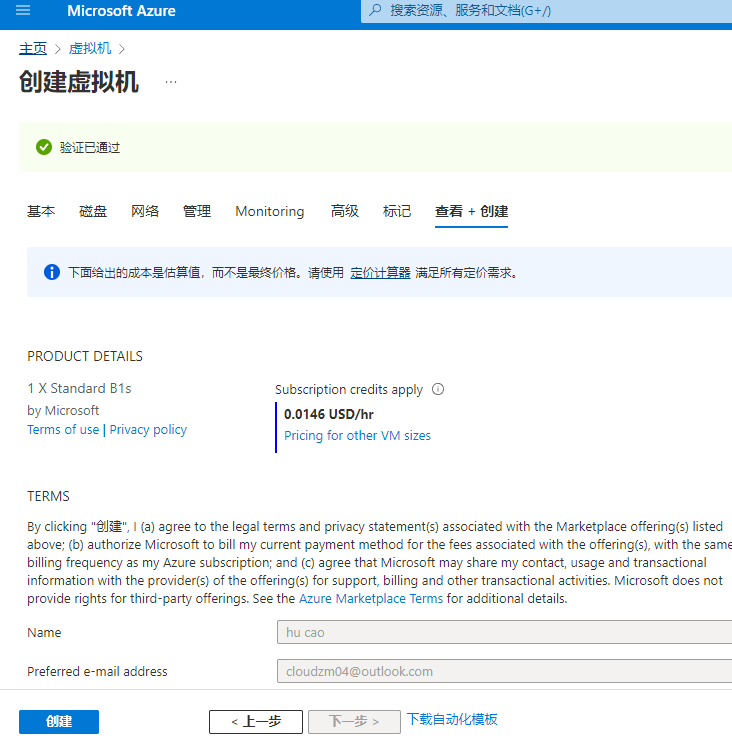 Microsoft Azure
搜索资源、服务和文档(G+/)
主页 > 虚拟机 >
创建虚拟机 ...
验证已通过
基本 磁盘 网络 管理 Monitoring 高级 标记 查看 + 创建
下面给出的成本是估算值，而不是最终价格。请使用 定价计算器 满足所有定价需求。
PRODUCT DETAILS
1 X Standard B1s
by Microsoft
Terms of use | Privacy policy
Subscription credits apply
0.0146 USD/hr
Pricing for other VM sizes
TERMS
By clicking "创建", I (a) agree to the legal terms and privacy statement(s) associated with the Marketplace offering(s) listed
above; (b) authorize Microsoft to bill my current payment method for the fees associated with the offering(s), with the same
billing frequency as my Azure subscription; and (c) agree that Microsoft may share my contact, usage and transactional
information with the provider(s) of the offering(s) for support, billing and other transactional activities. Microsoft does not
provide rights for third-party offerings. See the Azure Marketplace Terms for additional details.
Name
hu cao
Preferred e-mail address
cloudzm04@outlook.com
创建
< 上一步
下一步 >
下载自动化模板